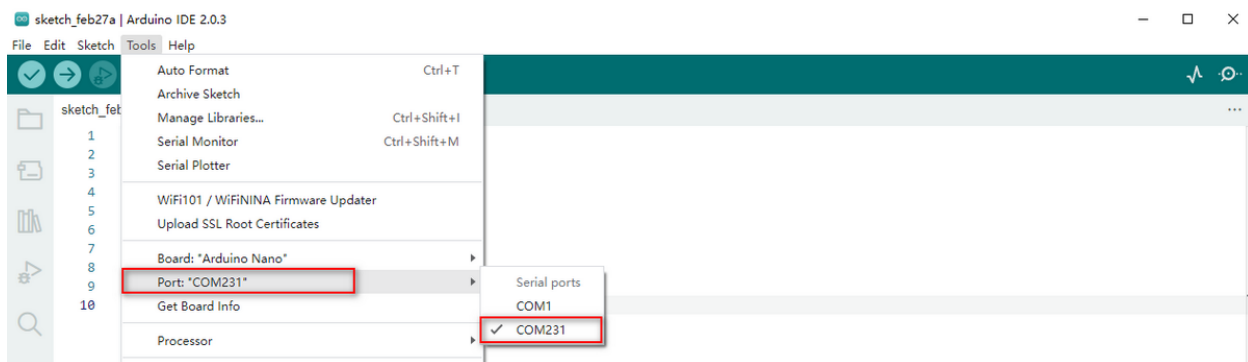 sketch_feb27a | Arduino IDE 2.0.3
File Edit Sketch Tools Help
Auto Format Ctrl+T
Archive Sketch
sketch_feb
Manage Libraries... Ctrl+Shift+I
1
Serial Monitor Ctrl+Shift+M
2
Serial Plotter
3
4
WiFi101 / WiFiNINA Firmware Updater
5
Upload SSL Root Certificates
6
7
Board: "Arduino Nano"
8
Port: "COM231" Serial ports
9
10 Get Board Info COM1
✓ COM231
Processor